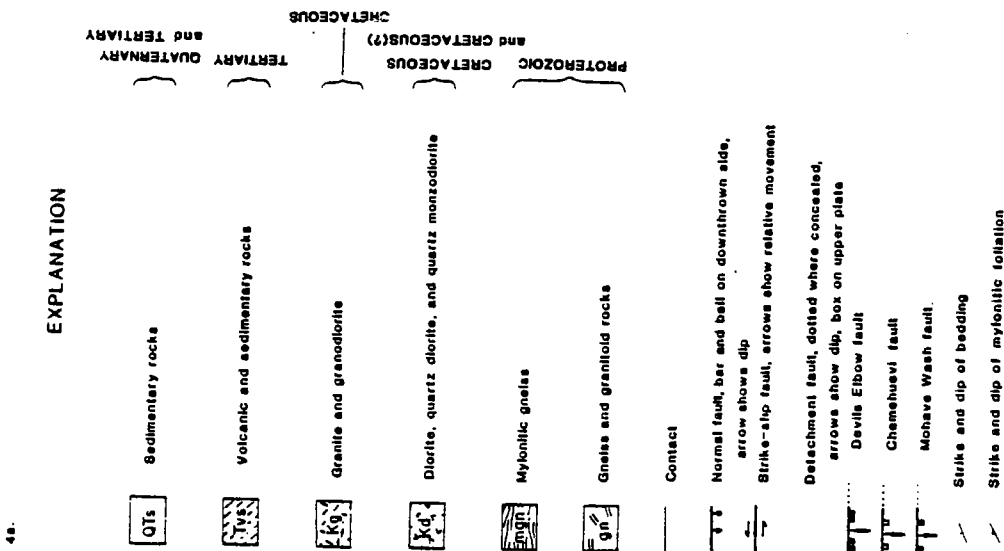 4a.
EXPLANATION
QTs Sedimentary rocks QUATERNARY
and TERTIARY
Tvs Volcanic and sedimentary rocks TERTIARY
Kg Granite and granodiorite CRETACEOUS
Kd Diorite, quartz diorite, and quartz monzodiorite CRETACEOUS
and CRETACEOUS(?)
mgn Mylonitic gneiss
gn Gneiss and granitoid rocks
PROTEROZOIC
Contact
Normal fault, bar and ball on downthrown side,
arrow shows dip
Strike-slip fault, arrows show relative movement
Detachment fault, dotted where concealed,
arrows show dip, box on upper plate
Devils Elbow fault
Chemehuevi fault
Mohave Wash fault
Strike and dip of bedding
Strike and dip of mylonitic foliation